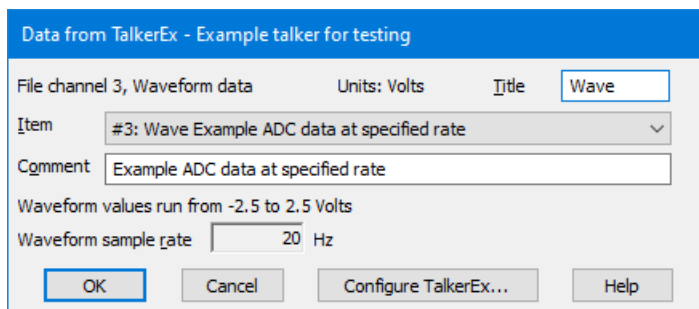 Data from TalkerEx - Example talker for testing
File channel 3, Waveform data Units: Volts Title Wave
Item #3: Wave Example ADC data at specified rate
Comment Example ADC data at specified rate
Waveform values run from -2.5 to 2.5 Volts
Waveform sample rate 20 Hz
OK Cancel Configure TalkerEx... Help